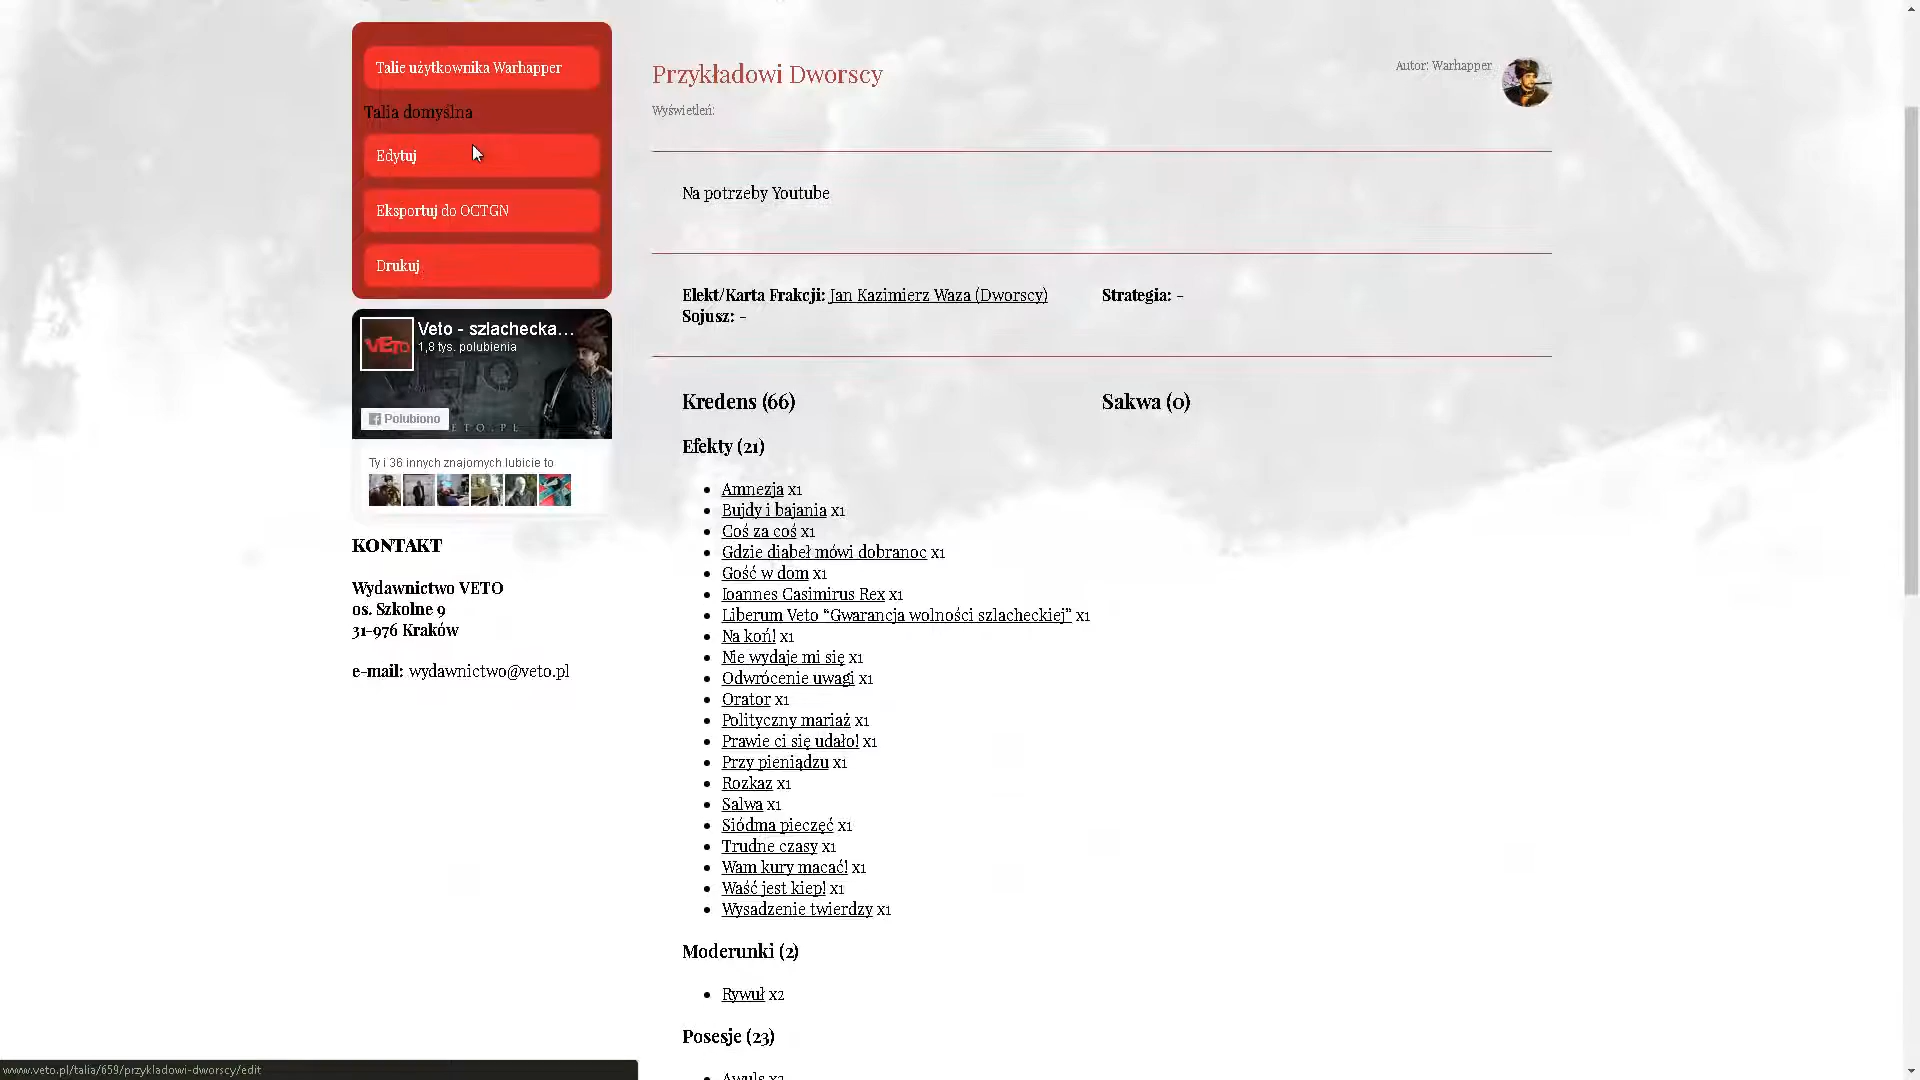 Talie użytkownika Warhapper
Talia domyślna
Edytuj
Eksportuj do OCTGN
Drukuj
Veto - szlachecka...
1,8 tys. polubienia
VETO
Polubiono
ETO.PL
Ty i 36 innych znajomych lubicie to
KONTAKT
Wydawnictwo VETO
os. Szkolne 9
31-976 Kraków
e-mail: wydawnictwo@veto.pl
Przykładowi Dworscy
Autor: Warhapper
Wyświetleń:
Na potrzeby Youtube
Elekt/Karta Frakcji: Jan Kazimierz Waza (Dworscy)
Sojusz: -
Strategia: -
Kredens (66)
Sakwa (0)
Efekty (21)
Amnezja x1
Bujdy i bajania x1
Coś za coś x1
Gdzie diabeł mówi dobranoc x1
Gość w dom x1
Ioannes Casimirus Rex x1
Liberum Veto “Gwarancja wolności szlacheckiej” x1
Na koń! x1
Nie wydaje mi się x1
Odwrócenie uwagi x1
Orator x1
Polityczny mariaż x1
Prawie ci się udało! x1
Przy pieniądzu x1
Rozkaz x1
Salwa x1
Siódma pieczęć x1
Trudne czasy x1
Wam kury macać! x1
Waść jest kiep! x1
Wysadzenie twierdzy x1
Moderunki (2)
Rywuł x2
Posesje (23)
www.veto.pl/talia/659/przykladowi-dworscy/edit